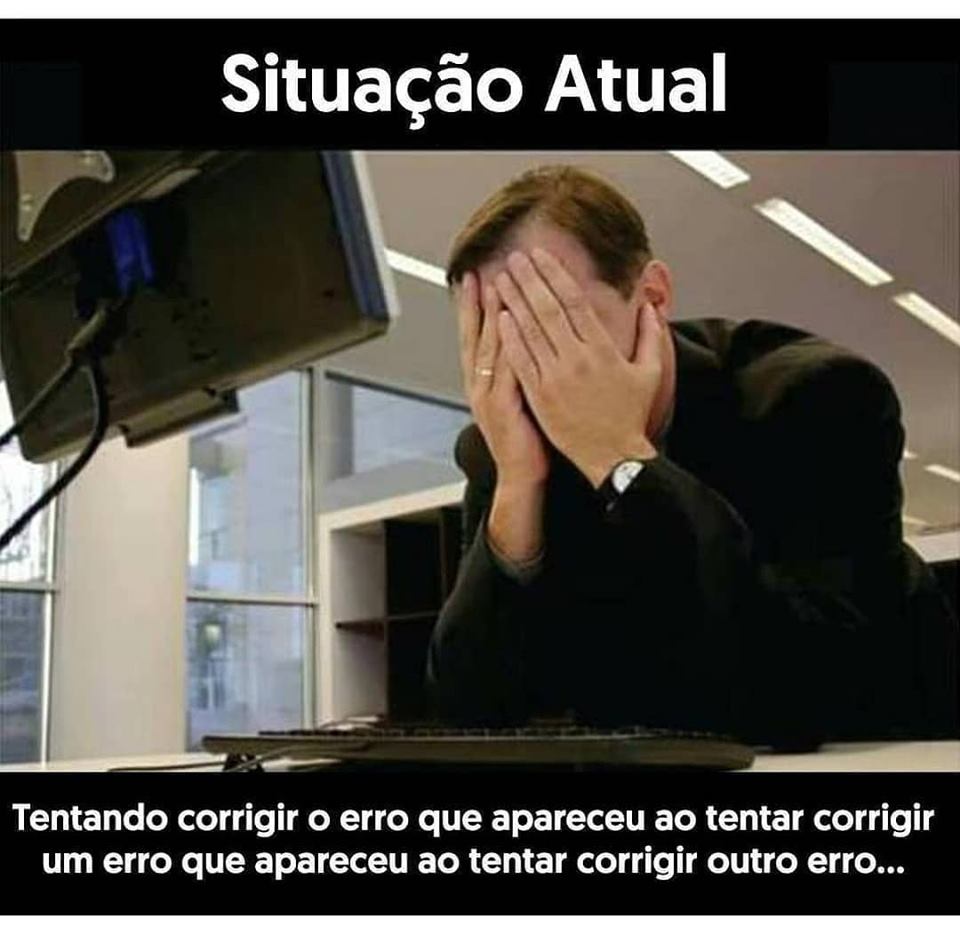 Situação Atual
Tentando corrigir o erro que apareceu ao tentar corrigir
um erro que apareceu ao tentar corrigir outro erro...